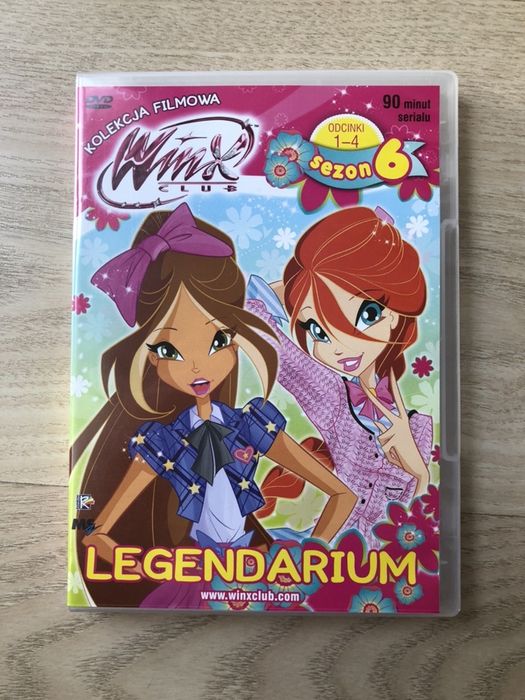 DVD
KOLEKCJA FILMOWA
Winx
CLUB
90 minut
serialu
ODCINKI
1-4
sezon 6
LEGENDARIUM
www.winxclub.com